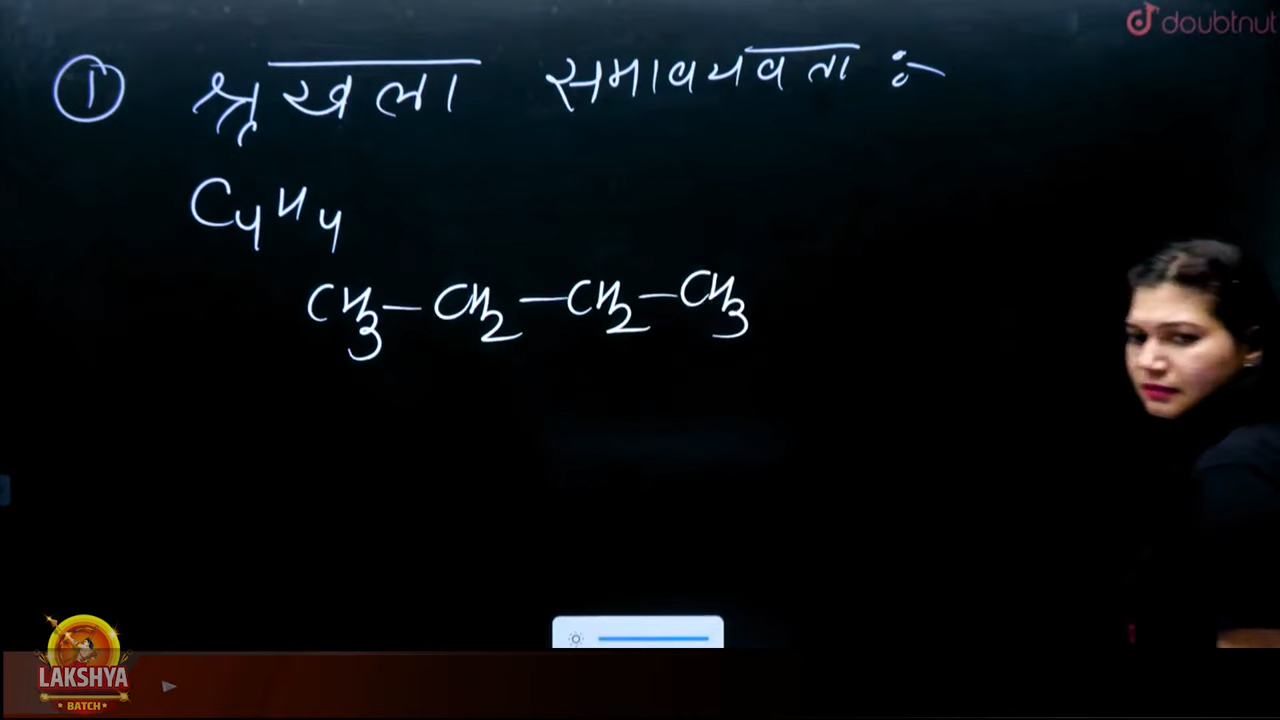 doubtnut
① श्रृखला समावयवता :-
C₄H₄
CH₃-CH₂-CH₂-CH₃
LAKSHYA
BATCH